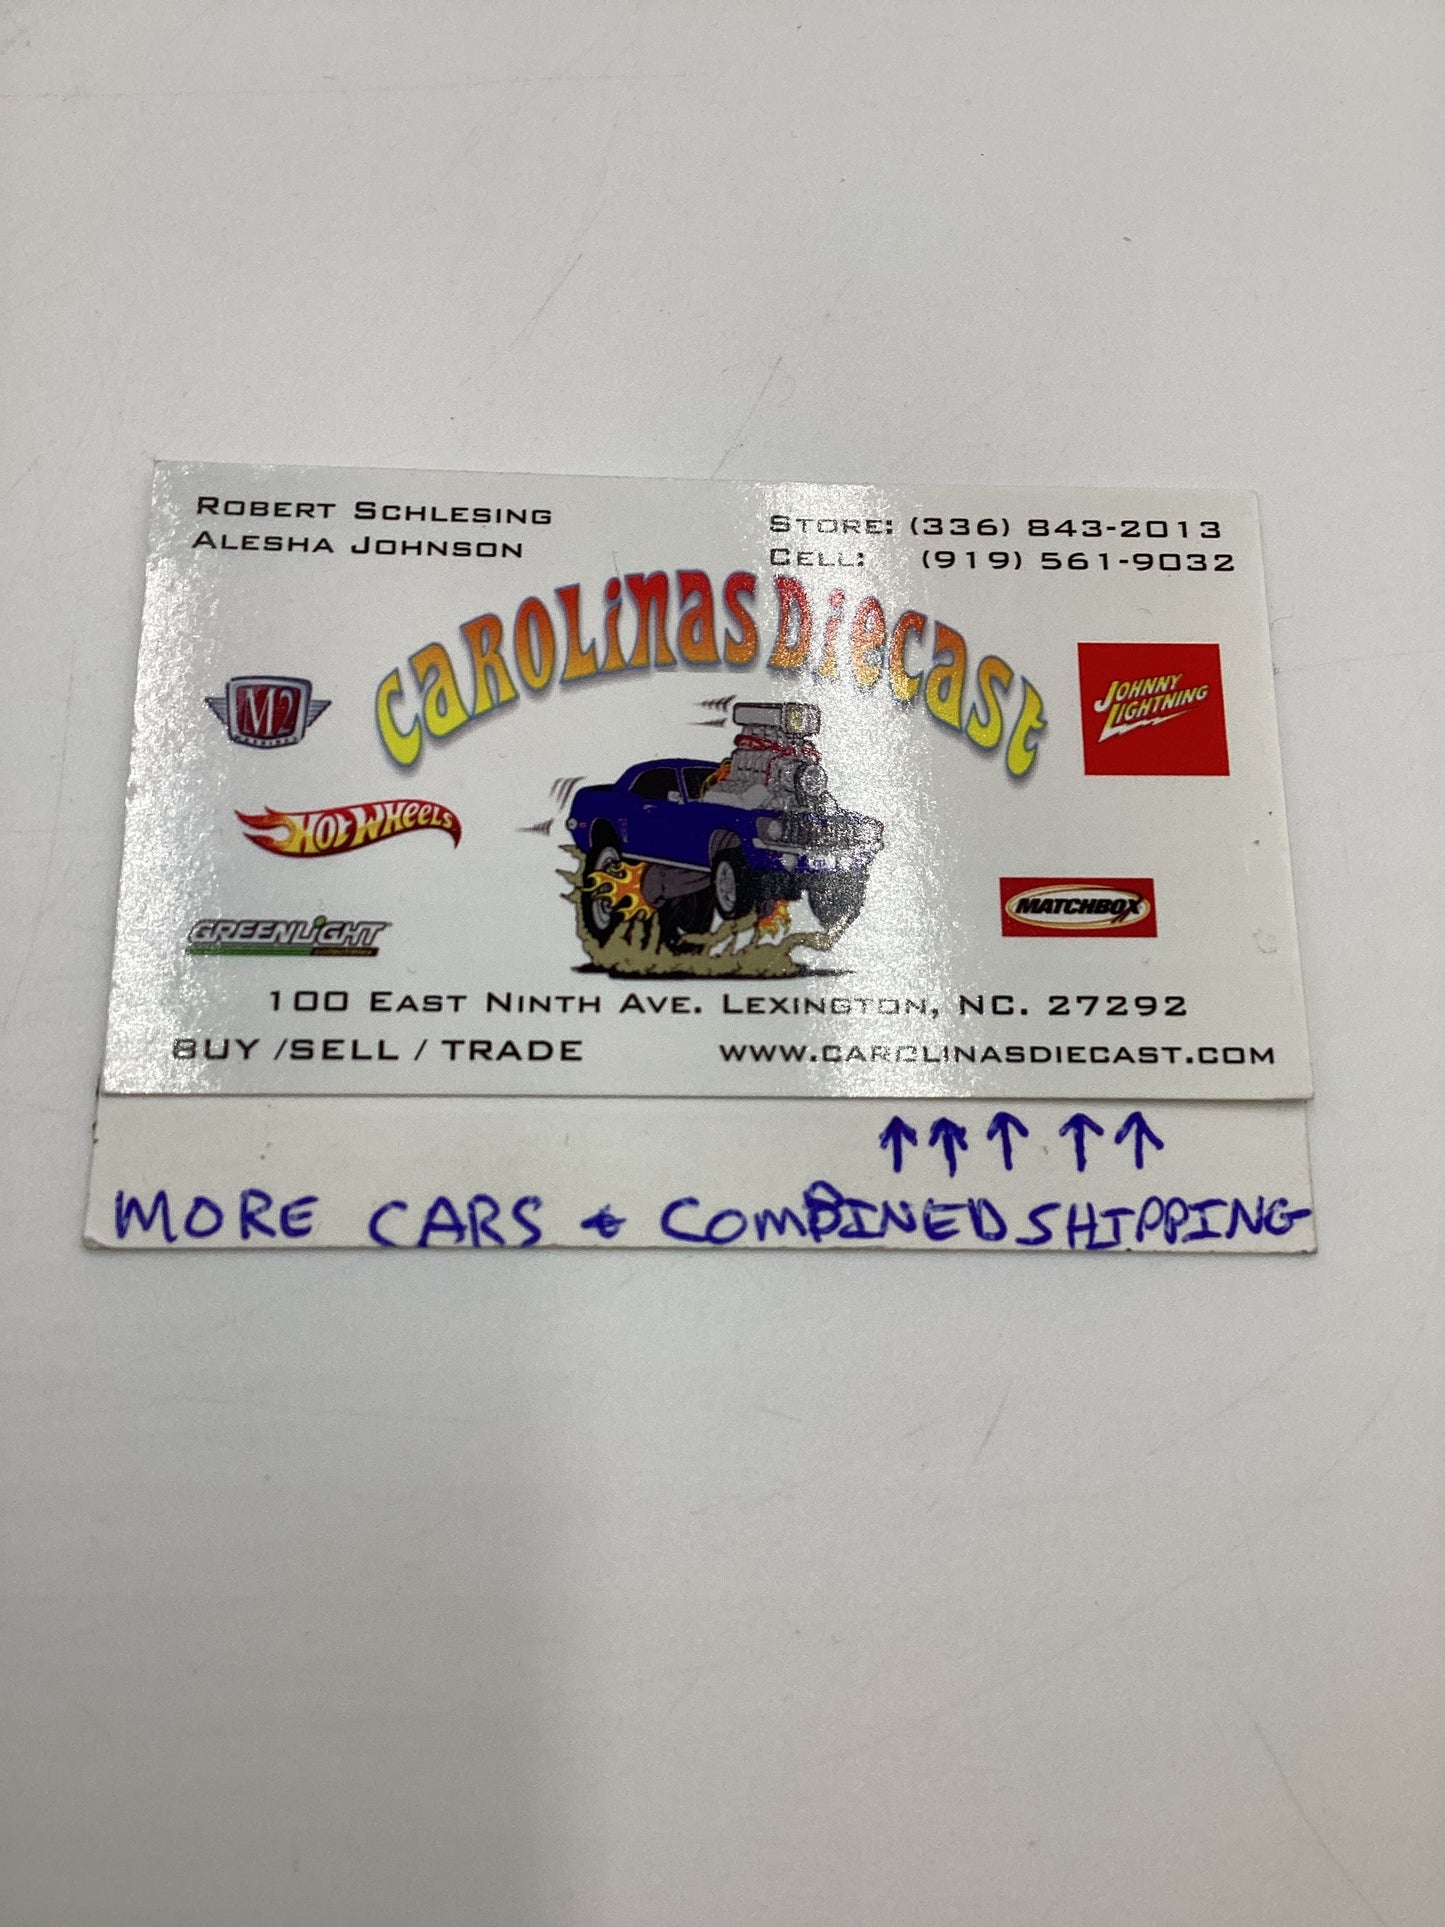 ROBERT SCHLESING
ALESHA JOHNSON
STORE: (336) 843-2013
CELL: (919) 561-9032
CAROLINAS DIECAST
M2
MACHINES
JOHNNY
LIGHTNING
HOT WHEELS
MATCHBOX
GREENLIGHT
100 EAST NINTH AVE. LEXINGTON, NC. 27292
BUY /SELL / TRADE
WWW.CAROLINASDIECAST.COM
↑↑↑ ↑↑
MORE CARS & COMBINED SHIPPING